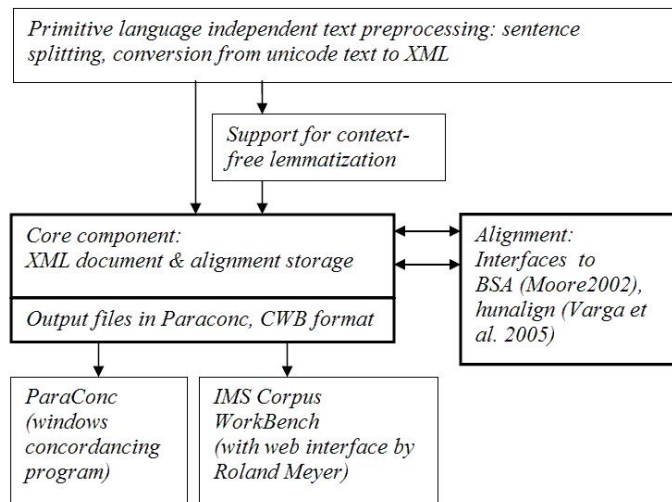 Primitive language independent text preprocessing: sentence
splitting, conversion from unicode text to XML
Support for context-
free lemmatization
Core component:
XML document & alignment storage
Alignment:
Interfaces to
BSA (Moore2002),
hunalign (Varga et
al. 2005)
Output files in Paraconc, CWB format
ParaConc
(windows
concordancing
program)
IMS Corpus
WorkBench
(with web interface by
Roland Meyer)